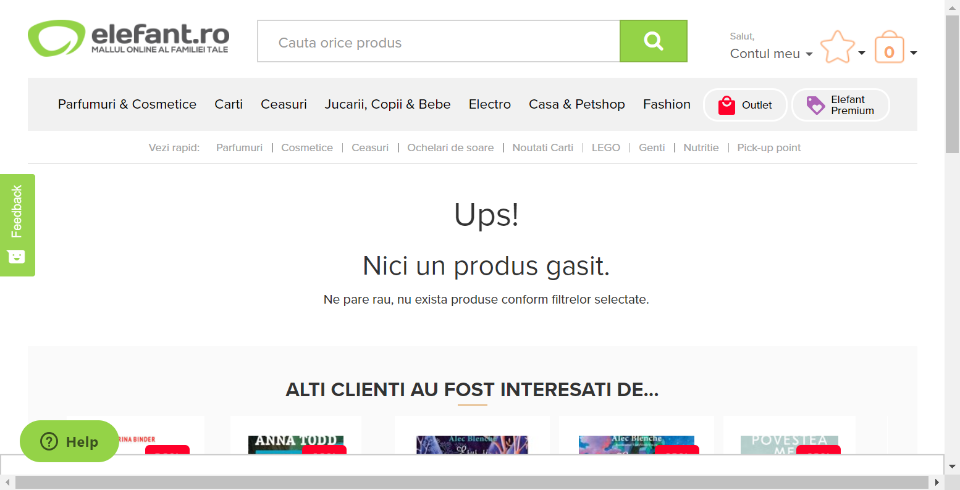 elefant.ro
MALLUL ONLINE AL FAMILIEI TALE
Cauta orice produs
Salut,
Contul meu
0
Parfumuri & Cosmetice Carti Ceasuri Jucarii, Copii & Bebe Electro Casa & Petshop Fashion Outlet Elefant Premium
Vezi rapid: Parfumuri | Cosmetice | Ceasuri | Ochelari de soare | Noutati Carti | LEGO | Genti | Nutritie | Pick-up point
Feedback
Ups!
Nici un produs gasit.
Ne pare rau, nu exista produse conform filtrelor selectate.
ALTI CLIENTI AU FOST INTERESATI DE...
Help
BINDER
ANNA TODD
Alec Blenche
Alec Blenche
POVESTEA